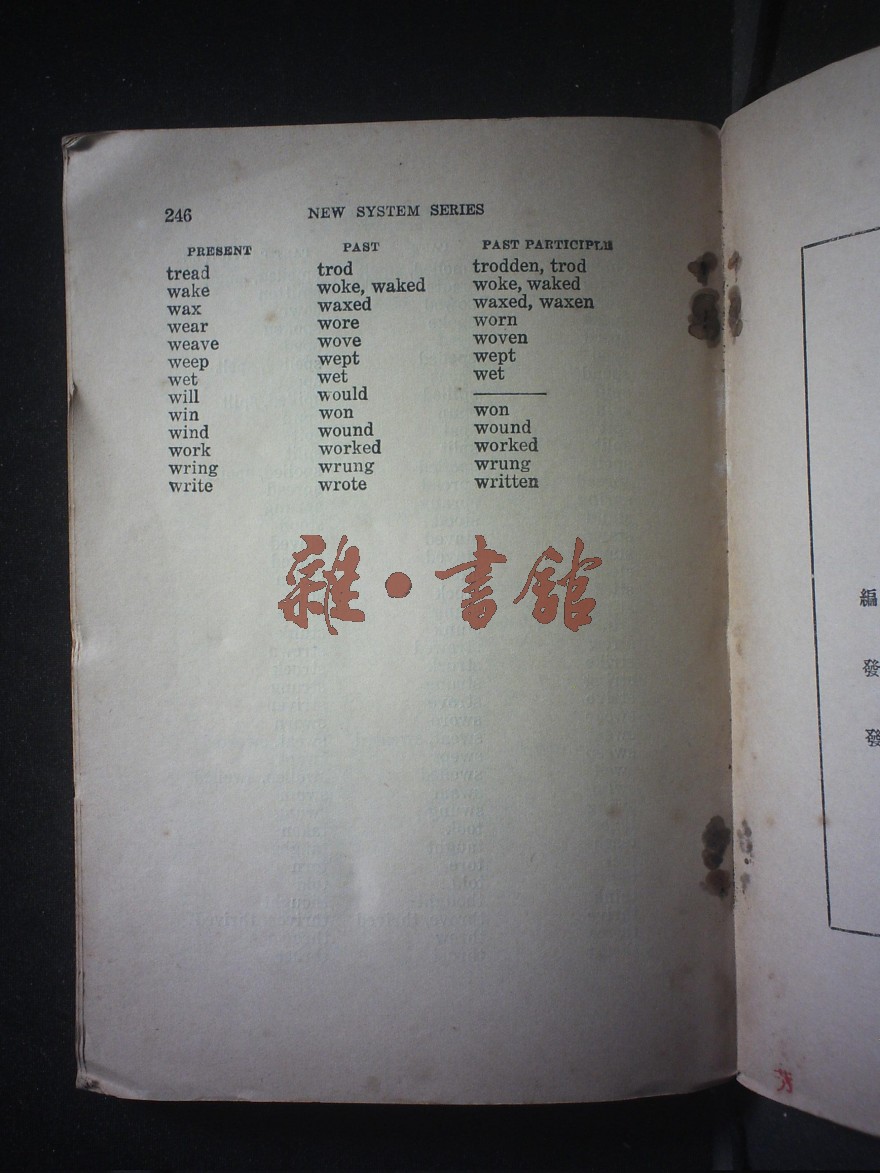 246 NEW SYSTEM SERIES
PRESENT PAST PAST PARTICIPLE
tread trod trodden, trod
wake woke, waked woke, waked
wax waxed waxed, waxen
wear wore worn
weave wove woven
weep wept wept
wet wet wet
will would ———
win won won
wind wound wound
work worked worked
wring wrung wrung
write wrote written
雜·書館
編
發
發